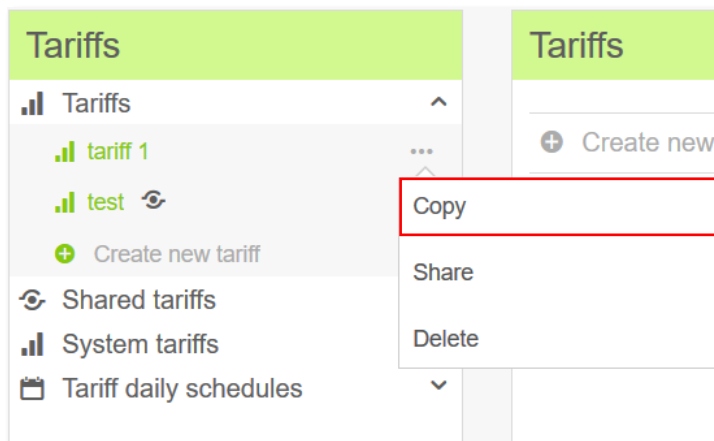 Tariffs
Tariffs
tariff 1
test
Create new tariff
Shared tariffs
System tariffs
Tariff daily schedules
Copy
Share
Delete
Tariffs
Create new